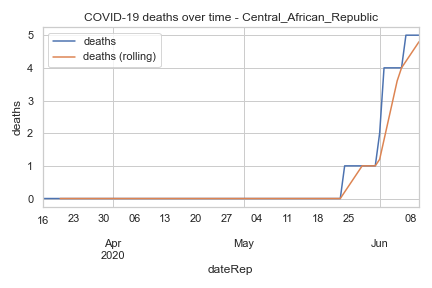 COVID-19 deaths over time - Central_African_Republic
deaths
deaths (rolling)
deaths
5
4
3
2
1
0
16 23 30 06 13 20 27 04 11 18 25 08
Apr May Jun
2020
dateRep